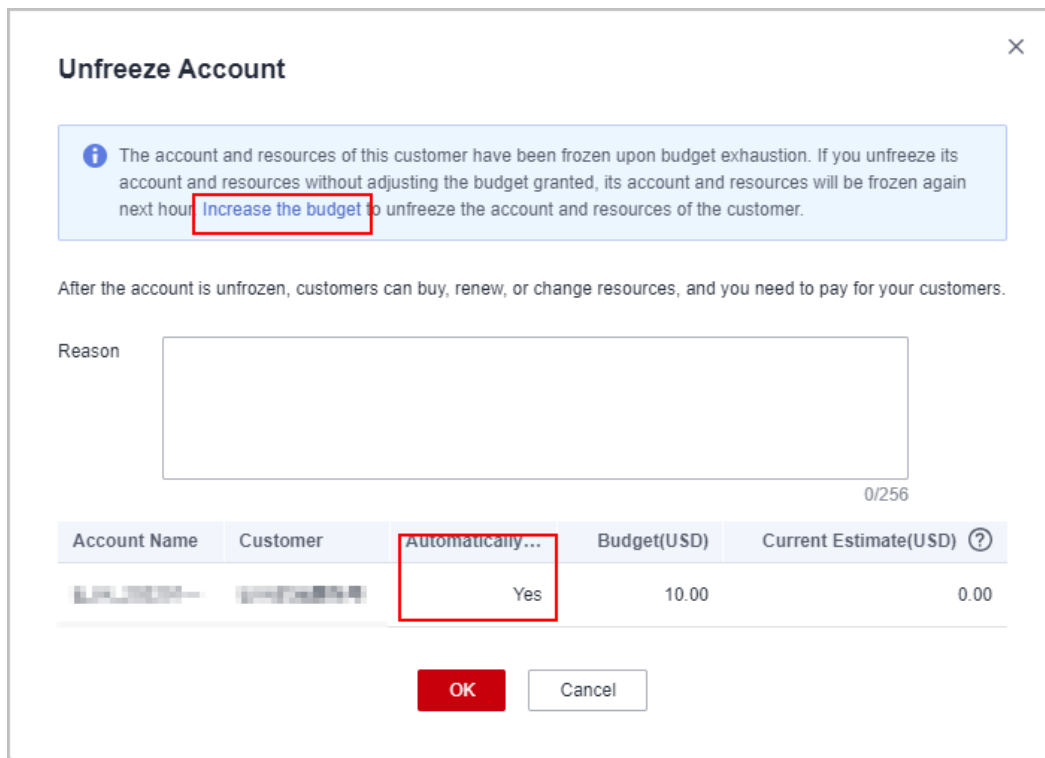 Unfreeze Account
The account and resources of this customer have been frozen upon budget exhaustion. If you unfreeze its
account and resources without adjusting the budget granted, its account and resources will be frozen again
next hour. Increase the budget to unfreeze the account and resources of the customer.
After the account is unfrozen, customers can buy, renew, or change resources, and you need to pay for your customers.
Reason
0/256
Account Name Customer Automatically... Budget(USD) Current Estimate(USD)
Yes 10.00 0.00
OK Cancel